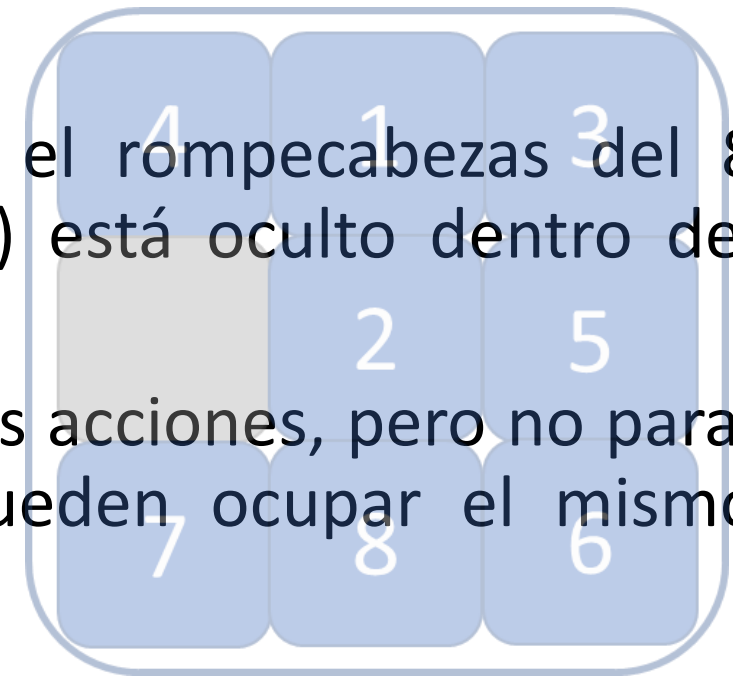 4 1 3
el rompecabezas del 8
) está oculto dentro de
2 5
s acciones, pero no para
ueden ocupar el mismo
7 8 6